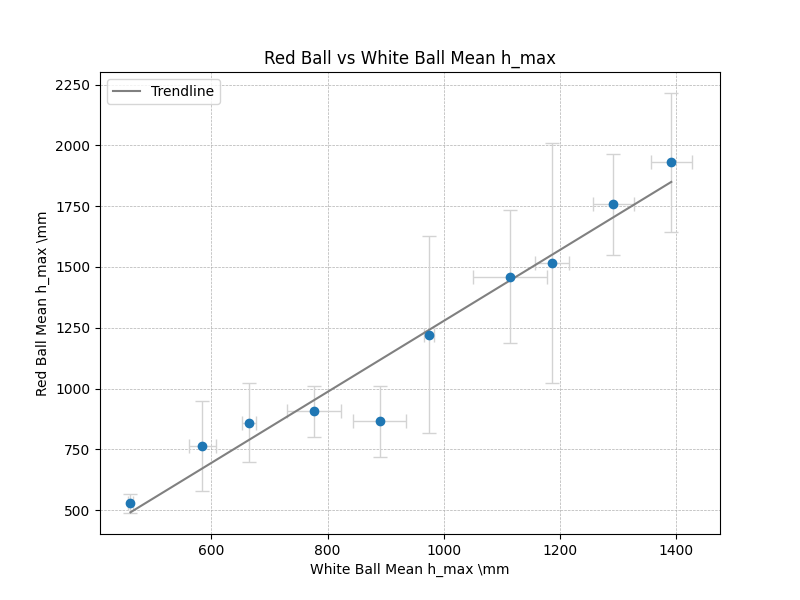 Red Ball vs White Ball Mean h_max
Trendline
2250
2000
1750
1500
1250
1000
750
500
Red Ball Mean h_max \mm
600 800 1000 1200 1400
White Ball Mean h_max \mm